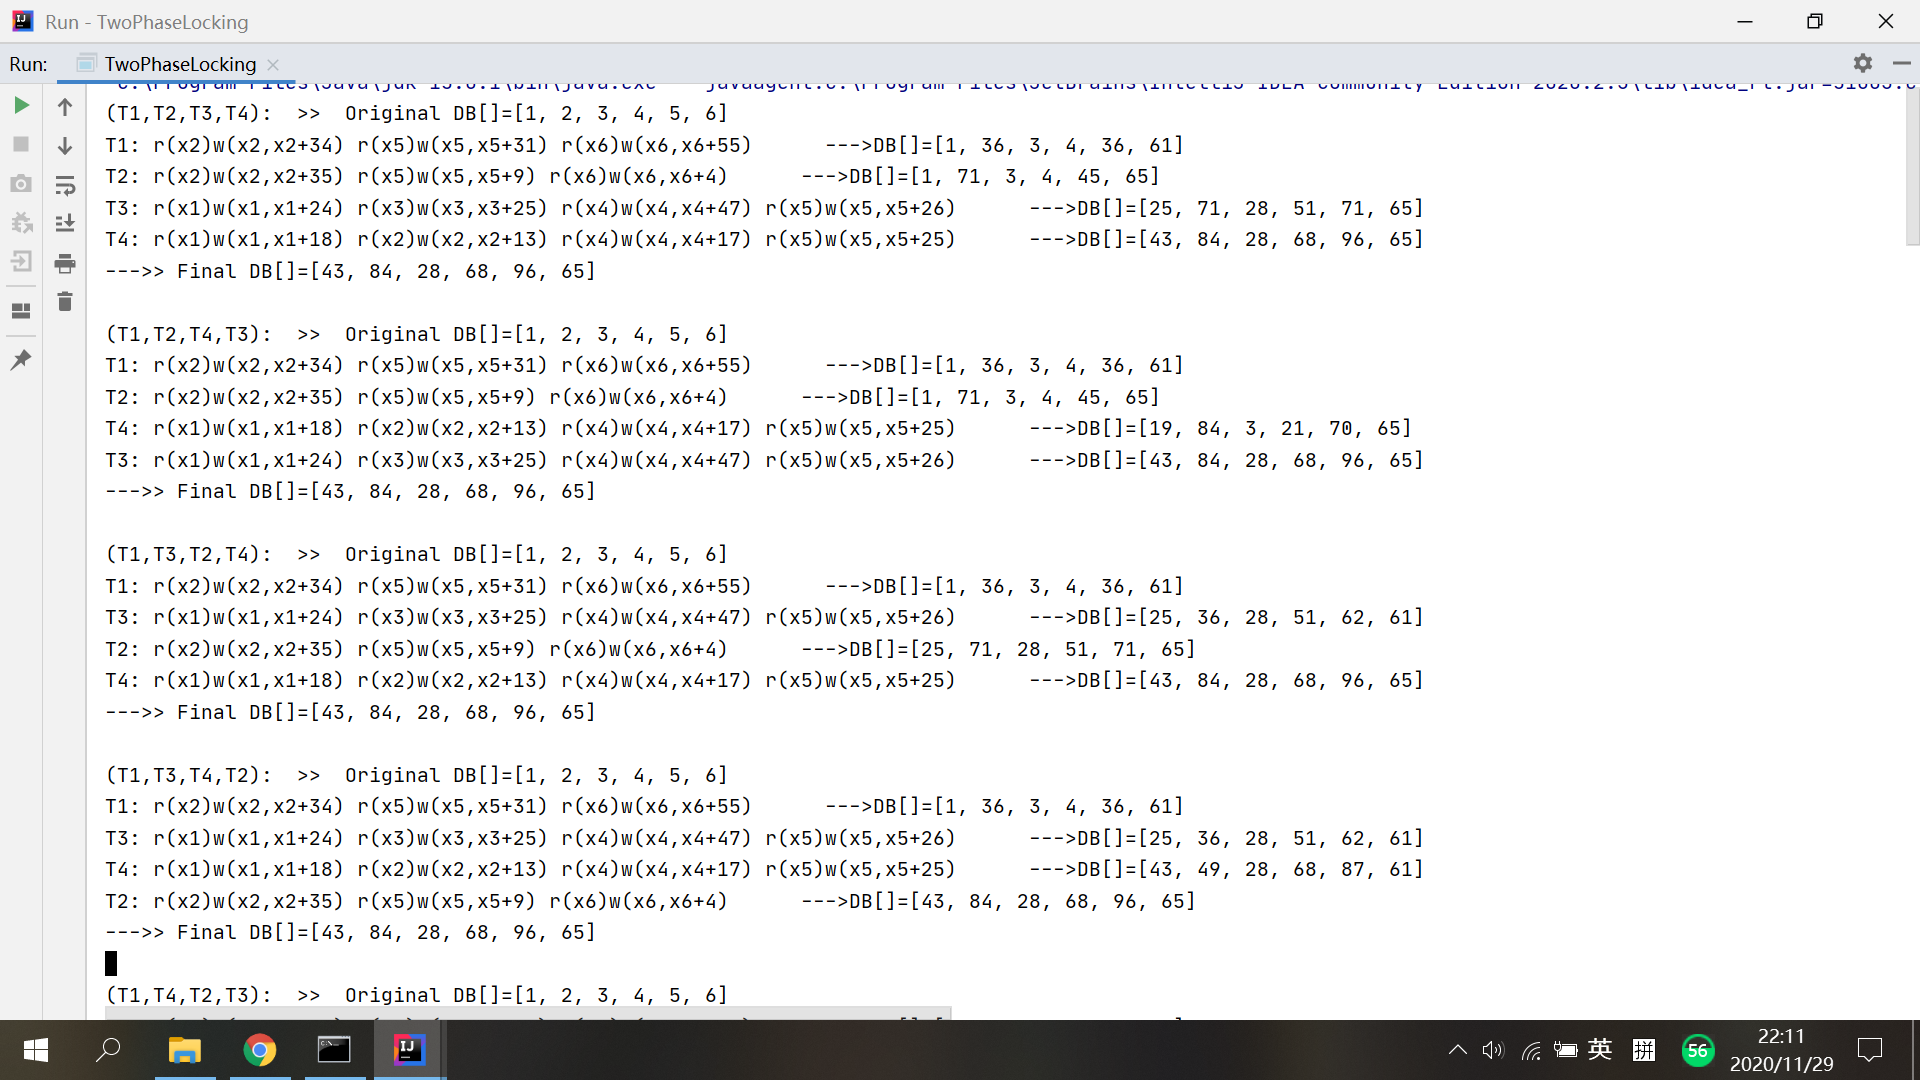 Run - TwoPhaseLocking
Run: TwoPhaseLocking
(T1,T2,T3,T4):  >>  Original DB[]=[1, 2, 3, 4, 5, 6]
T1: r(x2)w(x2,x2+34) r(x5)w(x5,x5+31) r(x6)w(x6,x6+55)      --->DB[]=[1, 36, 3, 4, 36, 61]
T2: r(x2)w(x2,x2+35) r(x5)w(x5,x5+9) r(x6)w(x6,x6+4)      --->DB[]=[1, 71, 3, 4, 45, 65]
T3: r(x1)w(x1,x1+24) r(x3)w(x3,x3+25) r(x4)w(x4,x4+47) r(x5)w(x5,x5+26)      --->DB[]=[25, 71, 28, 51, 71, 65]
T4: r(x1)w(x1,x1+18) r(x2)w(x2,x2+13) r(x4)w(x4,x4+17) r(x5)w(x5,x5+25)      --->DB[]=[43, 84, 28, 68, 96, 65]
--->> Final DB[]=[43, 84, 28, 68, 96, 65]
(T1,T2,T4,T3):  >>  Original DB[]=[1, 2, 3, 4, 5, 6]
T1: r(x2)w(x2,x2+34) r(x5)w(x5,x5+31) r(x6)w(x6,x6+55)      --->DB[]=[1, 36, 3, 4, 36, 61]
T2: r(x2)w(x2,x2+35) r(x5)w(x5,x5+9) r(x6)w(x6,x6+4)      --->DB[]=[1, 71, 3, 4, 45, 65]
T4: r(x1)w(x1,x1+18) r(x2)w(x2,x2+13) r(x4)w(x4,x4+17) r(x5)w(x5,x5+25)      --->DB[]=[19, 84, 3, 21, 70, 65]
T3: r(x1)w(x1,x1+24) r(x3)w(x3,x3+25) r(x4)w(x4,x4+47) r(x5)w(x5,x5+26)      --->DB[]=[43, 84, 28, 68, 96, 65]
--->> Final DB[]=[43, 84, 28, 68, 96, 65]
(T1,T3,T2,T4):  >>  Original DB[]=[1, 2, 3, 4, 5, 6]
T1: r(x2)w(x2,x2+34) r(x5)w(x5,x5+31) r(x6)w(x6,x6+55)      --->DB[]=[1, 36, 3, 4, 36, 61]
T3: r(x1)w(x1,x1+24) r(x3)w(x3,x3+25) r(x4)w(x4,x4+47) r(x5)w(x5,x5+26)      --->DB[]=[25, 36, 28, 51, 62, 61]
T2: r(x2)w(x2,x2+35) r(x5)w(x5,x5+9) r(x6)w(x6,x6+4)      --->DB[]=[25, 71, 28, 51, 71, 65]
T4: r(x1)w(x1,x1+18) r(x2)w(x2,x2+13) r(x4)w(x4,x4+17) r(x5)w(x5,x5+25)      --->DB[]=[43, 84, 28, 68, 96, 65]
--->> Final DB[]=[43, 84, 28, 68, 96, 65]
(T1,T3,T4,T2):  >>  Original DB[]=[1, 2, 3, 4, 5, 6]
T1: r(x2)w(x2,x2+34) r(x5)w(x5,x5+31) r(x6)w(x6,x6+55)      --->DB[]=[1, 36, 3, 4, 36, 61]
T3: r(x1)w(x1,x1+24) r(x3)w(x3,x3+25) r(x4)w(x4,x4+47) r(x5)w(x5,x5+26)      --->DB[]=[25, 36, 28, 51, 62, 61]
T4: r(x1)w(x1,x1+18) r(x2)w(x2,x2+13) r(x4)w(x4,x4+17) r(x5)w(x5,x5+25)      --->DB[]=[43, 49, 28, 68, 87, 61]
T2: r(x2)w(x2,x2+35) r(x5)w(x5,x5+9) r(x6)w(x6,x6+4)      --->DB[]=[43, 84, 28, 68, 96, 65]
--->> Final DB[]=[43, 84, 28, 68, 96, 65]
(T1,T4,T2,T3):  >>  Original DB[]=[1, 2, 3, 4, 5, 6]
英 拼 56 22:11
2020/11/29